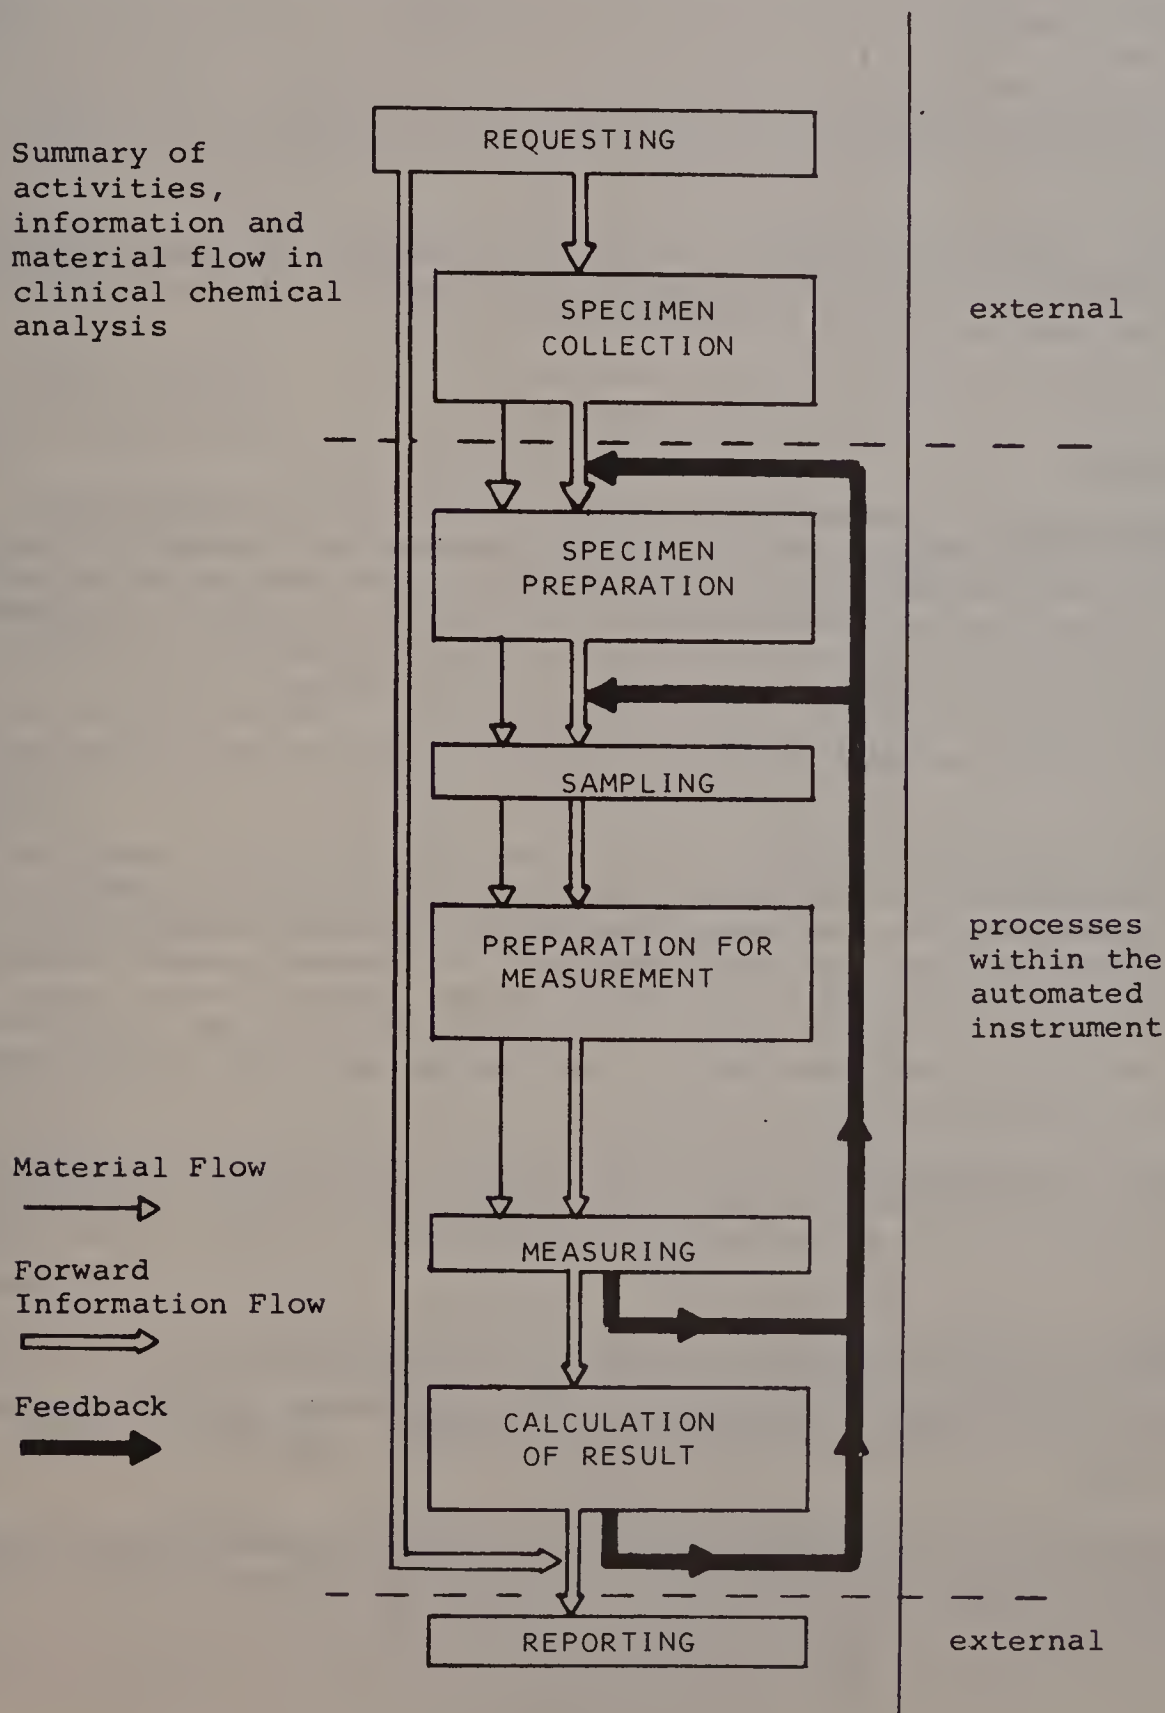 Summary of
activities,
information and
material flow in
clinical chemical
analysis
REQUESTING
SPECIMEN
COLLECTION
external
SPECIMEN
PREPARATION
SAMPLING
PREPARATION FOR
MEASUREMENT
processes
within the
automated
instrument
Material Flow
Forward
Information Flow
Feedback
MEASURING
CALCULATION
OF RESULT
REPORTING
external